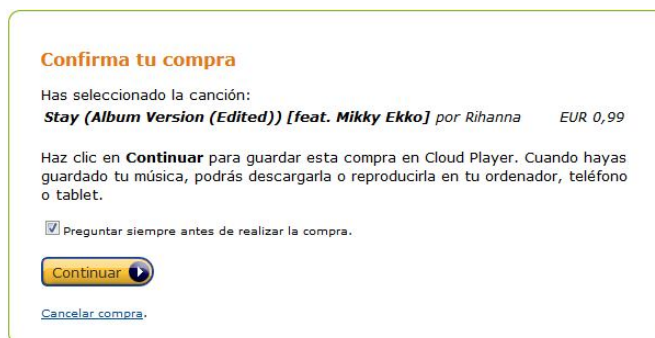 Confirma tu compra
Has seleccionado la canción:
Stay (Album Version (Edited)) [feat. Mikky Ekko] por Rihanna EUR 0,99
Haz clic en Continuar para guardar esta compra en Cloud Player. Cuando hayas
guardado tu música, podrás descargarla o reproducirla en tu ordenador, teléfono
o tablet.
Preguntar siempre antes de realizar la compra.
Continuar
Cancelar compra.